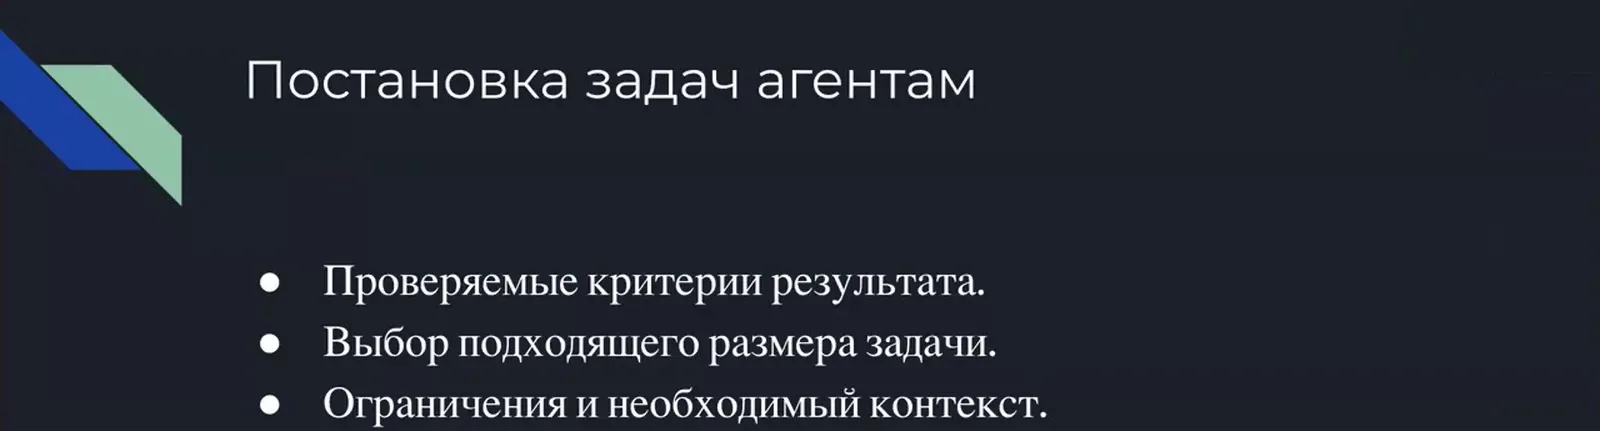 Постановка задач агентам
● Проверяемые критерии результата.
● Выбор подходящего размера задачи.
● Ограничения и необходимый контекст.